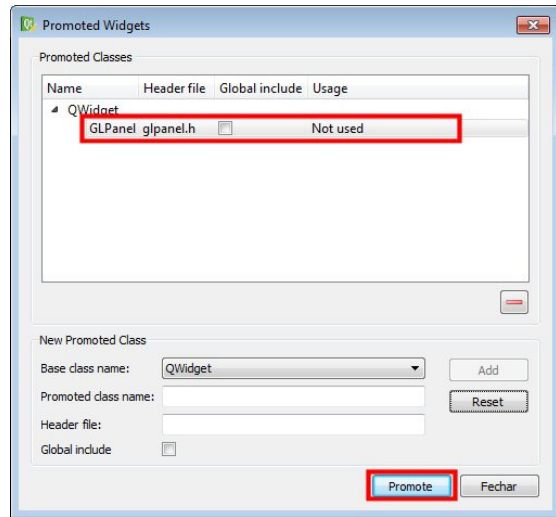 Promoted Widgets
Promoted Classes
Name Header file Global include Usage
QWidget
GLPanel glpanel.h Not used
New Promoted Class
Base class name: QWidget Add
Promoted class name: Reset
Header file:
Global include
Promote Fechar